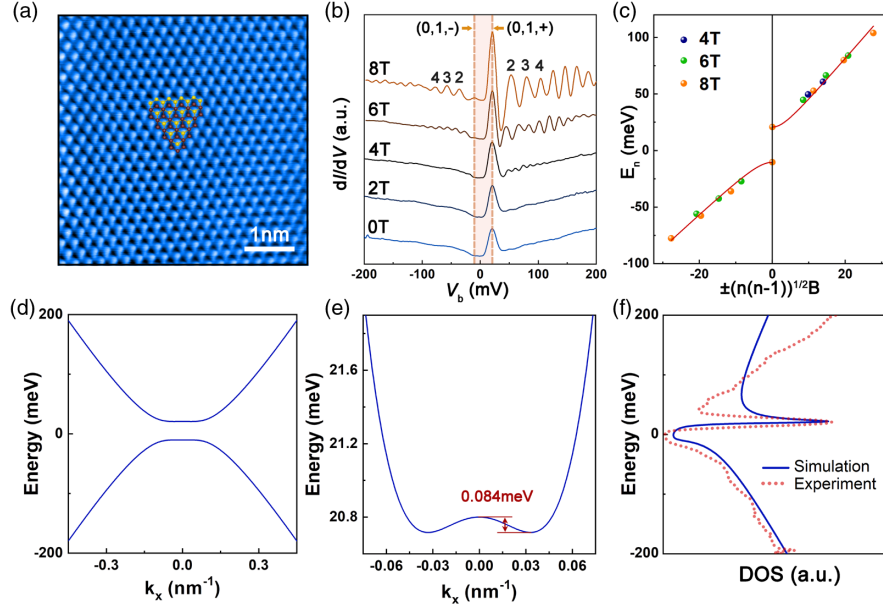 (a)
1nm
(b)
(0,1,-)
(0,1,+)
8T
4 3 2
2 3 4
6T
4T
2T
0T
dI/dV (a.u.)
-200 -100 0 100 200
V_b (mV)
(c)
4T
6T
8T
100
50
0
-50
-100
E_n (meV)
-20 0 20
±(n(n-1))^1/2B
(d)
200
0
-200
Energy (meV)
-0.3 0.0 0.3
k_x (nm^-1)
(e)
21.6
21.2
20.8
Energy (meV)
0.084meV
-0.06 -0.03 0.00 0.03 0.06
k_x (nm^-1)
(f)
200
0
-200
Energy (meV)
Simulation
Experiment
DOS (a.u.)